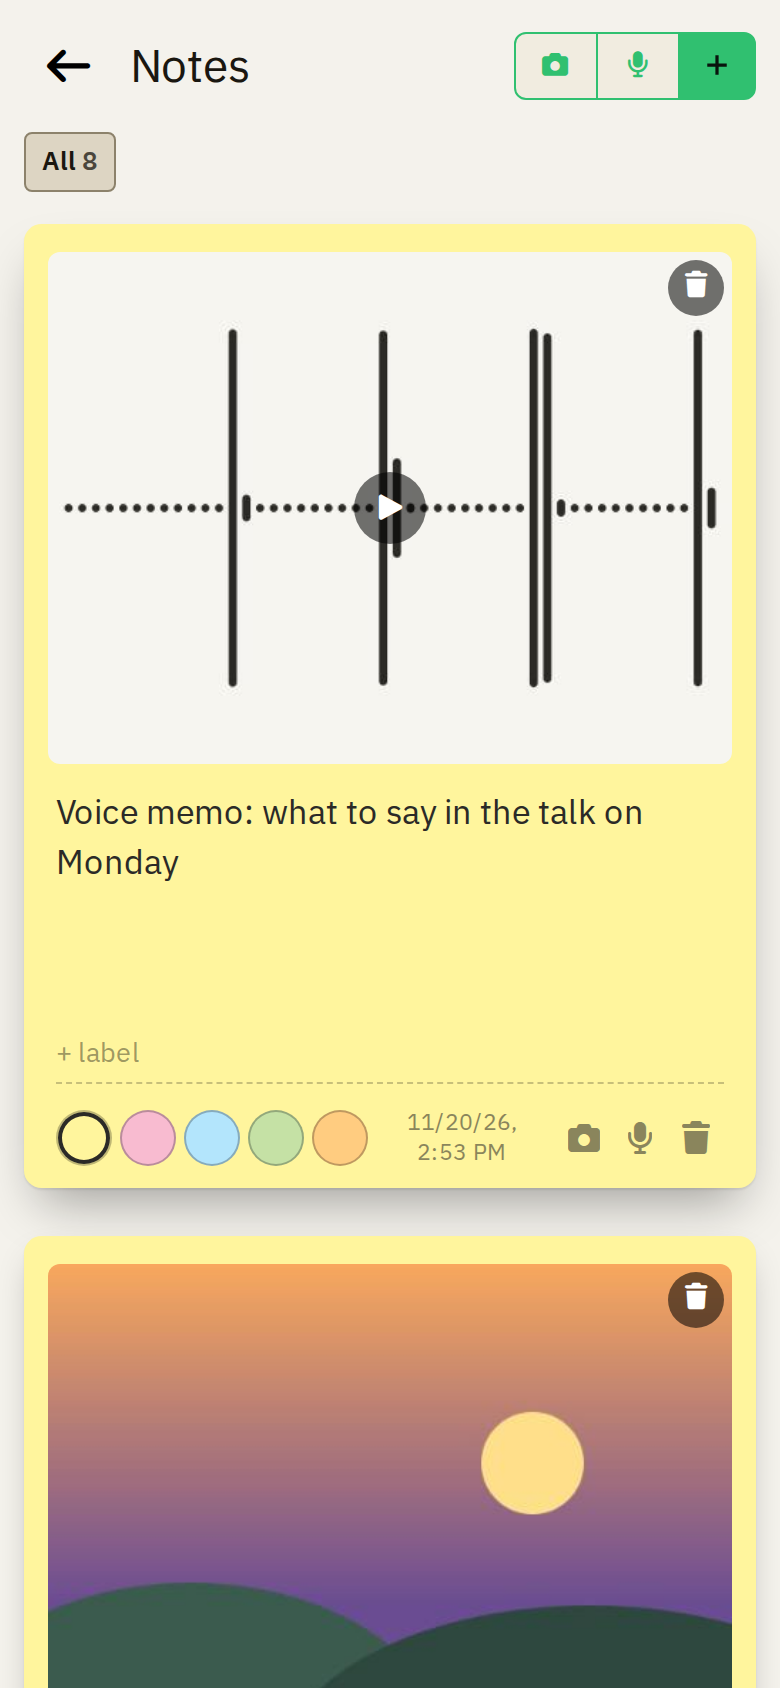 Notes
All 8
Voice memo: what to say in the talk on
Monday
+ label
11/20/26,
2:53 PM